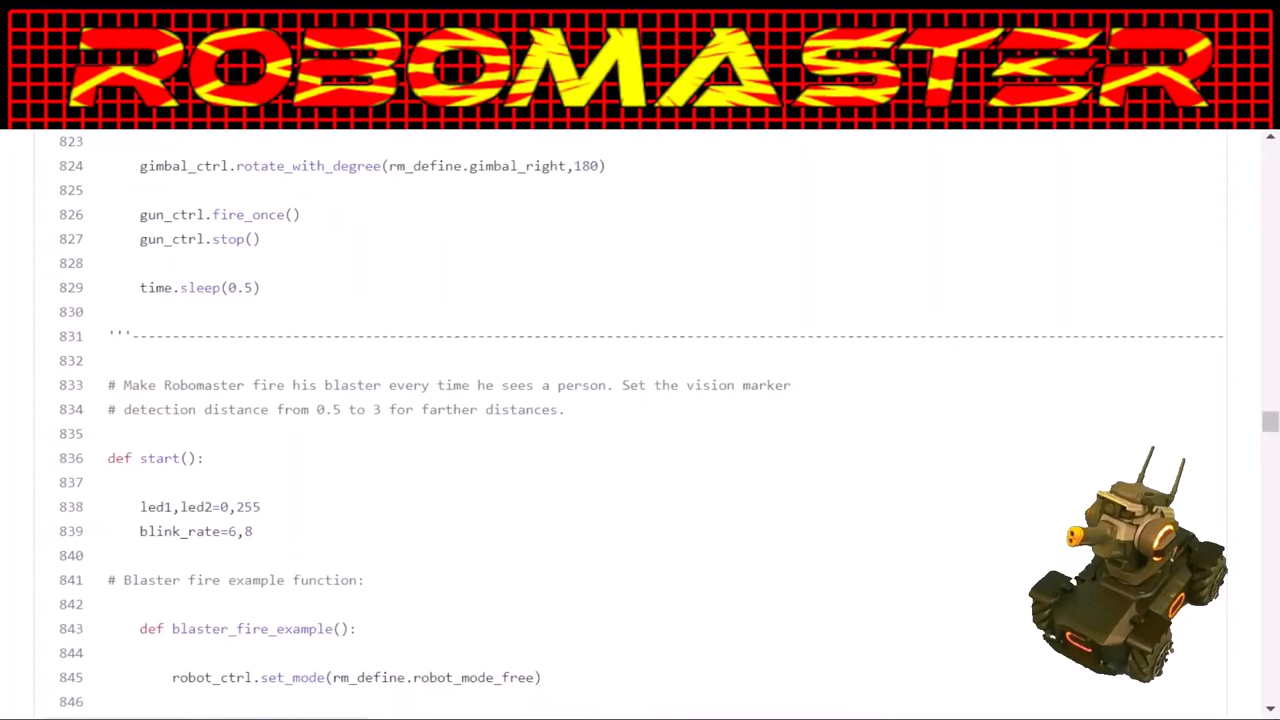 ROBOMASTER
823
824 gimbal_ctrl.rotate_with_degree(rm_define.gimbal_right,180)
825
826 gun_ctrl.fire_once()
827 gun_ctrl.stop()
828
829 time.sleep(0.5)
830
831 '''----------------------------------------------------------------------------------------------------------------------------------------
832
833 # Make Robomaster fire his blaster every time he sees a person. Set the vision marker
834 # detection distance from 0.5 to 3 for farther distances.
835
836 def start():
837
838 led1,led2=0,255
839 blink_rate=6,8
840
841 # Blaster fire example function:
842
843 def blaster_fire_example():
844
845 robot_ctrl.set_mode(rm_define.robot_mode_free)
846